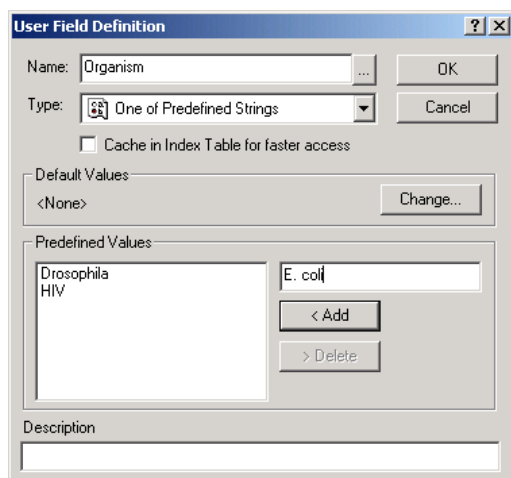 User Field Definition
Name: Organism ... OK
Type: One of Predefined Strings Cancel
Cache in Index Table for faster access
Default Values
<None> Change...
Predefined Values
Drosophila E. coli
HIV
< Add
> Delete
Description